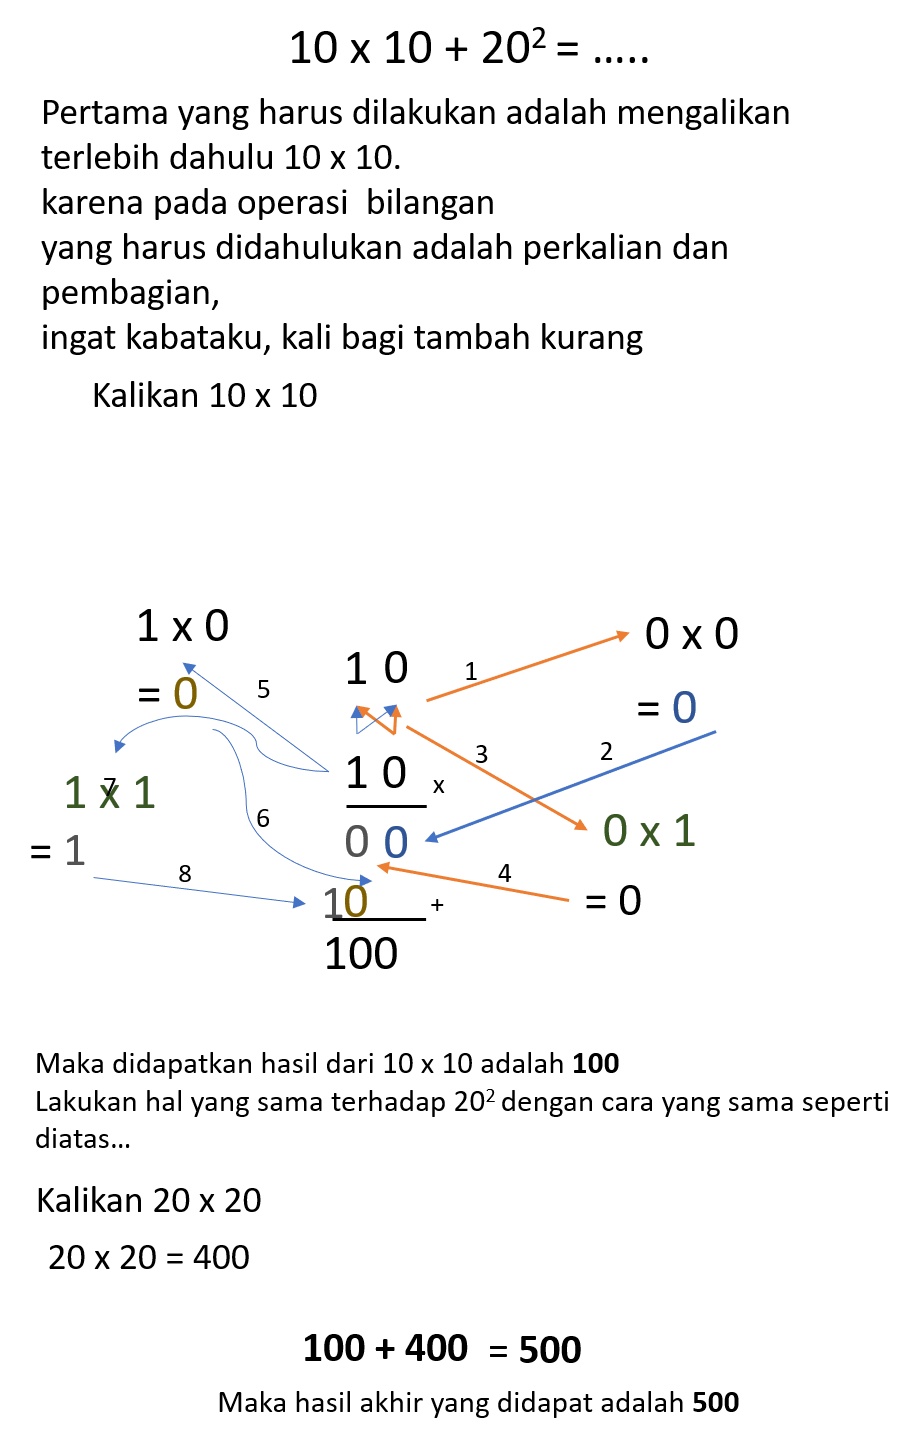 10 x 10 + 20² = .....
Pertama yang harus dilakukan adalah mengalikan
terlebih dahulu 10 x 10.
karena pada operasi bilangan
yang harus didahulukan adalah perkalian dan
pembagian,
ingat kabataku, kali bagi tambah kurang
Kalikan 10 x 10
1 x 0
= 0
5
1 0
1
0 x 0
= 0
7
1 x 1
= 1
6
8
1 0 x
0 0
10 +
100
3
2
0 x 1
4
= 0
Maka didapatkan hasil dari 10 x 10 adalah 100
Lakukan hal yang sama terhadap 20² dengan cara yang sama seperti
diatas...
Kalikan 20 x 20
20 x 20 = 400
100 + 400 = 500
Maka hasil akhir yang didapat adalah 500